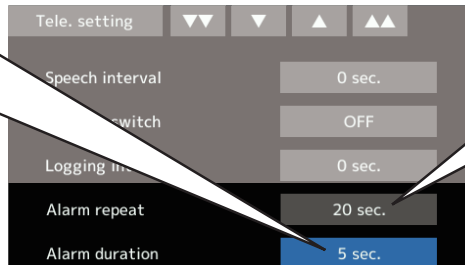 Tele. setting ▼▼ ▼ ▲ ▲▲
Speech interval 0 sec.
switch OFF
Logging 0 sec.
Alarm repeat 20 sec.
Alarm duration 5 sec.